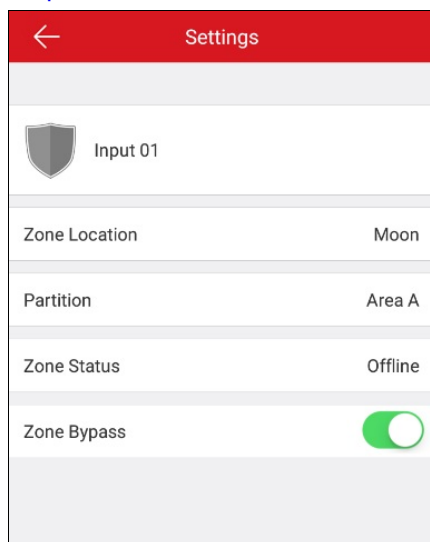 Settings
Input 01
Zone Location Moon
Partition Area A
Zone Status Offline
Zone Bypass